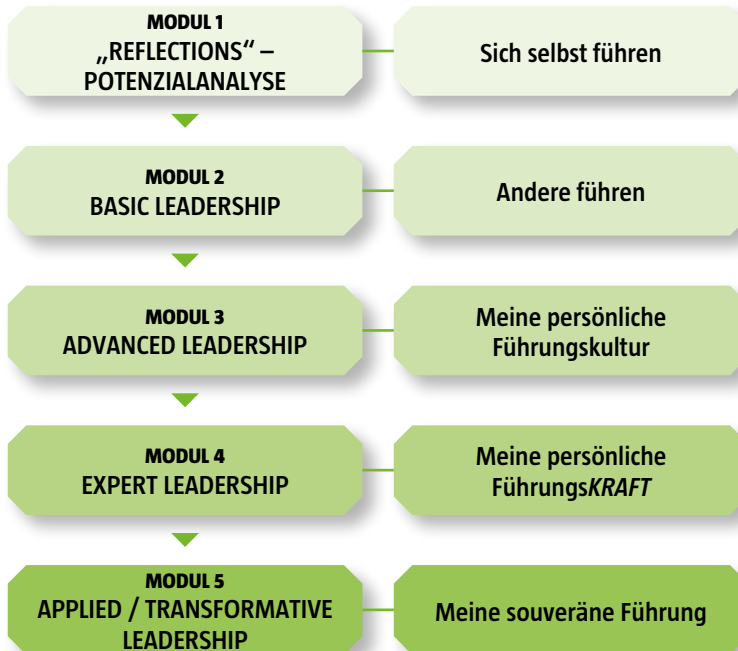 MODUL 1
„REFLECTIONS“ –
POTENZIALANALYSE
Sich selbst führen
MODUL 2
BASIC LEADERSHIP
Andere führen
MODUL 3
ADVANCED LEADERSHIP
Meine persönliche
Führungskultur
MODUL 4
EXPERT LEADERSHIP
Meine persönliche
FührungsKRAFT
MODUL 5
APPLIED / TRANSFORMATIVE
LEADERSHIP
Meine souveräne Führung